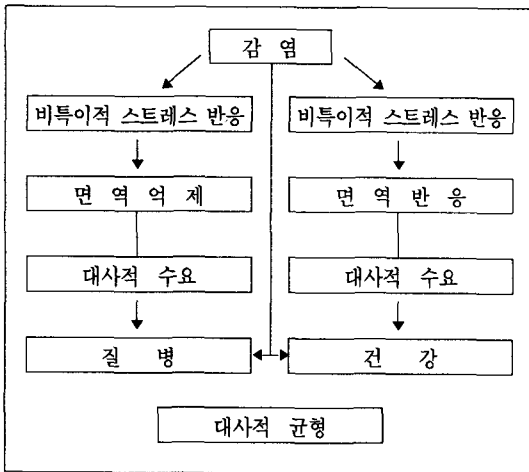 감 염
비특이적 스트레스 반응 비특이적 스트레스 반응
면 역 억 제 면 역 반 응
대사적 수요 대사적 수요
질 병 건 강
대사적 균형